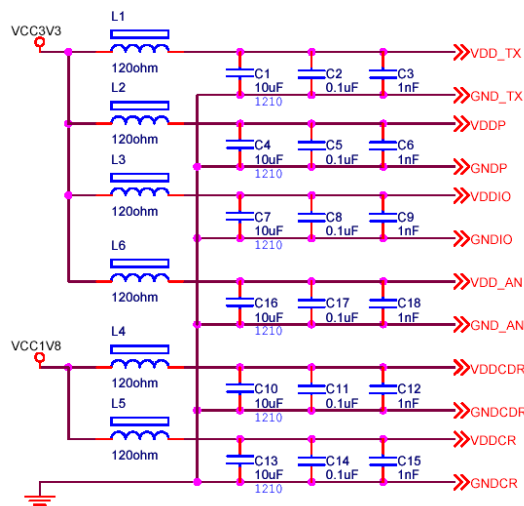 L1
VCC3V3
VDD_TX
120ohm
C1 C2 C3
10uF 0.1uF 1nF
1210
GND_TX
L2
VDDP
120ohm
C4 C5 C6
10uF 0.1uF 1nF
1210
GNDP
L3
VDDIO
120ohm
C7 C8 C9
10uF 0.1uF 1nF
1210
GNDIO
L6
VDD_AN
120ohm
C16 C17 C18
10uF 0.1uF 1nF
1210
GND_AN
L4
VCC1V8
VDDCDR
120ohm
C10 C11 C12
10uF 0.1uF 1nF
1210
GNDCDR
L5
VDDCR
120ohm
C13 C14 C15
10uF 0.1uF 1nF
1210
GNDCR